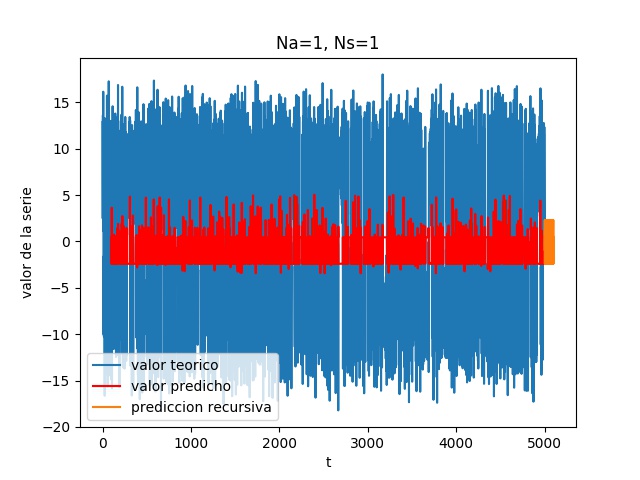 Na=1, Ns=1
valor de la serie
15
10
5
0
−5
−10
−15
−20
valor teorico
valor predicho
prediccion recursiva
0
1000
2000
3000
4000
5000
t